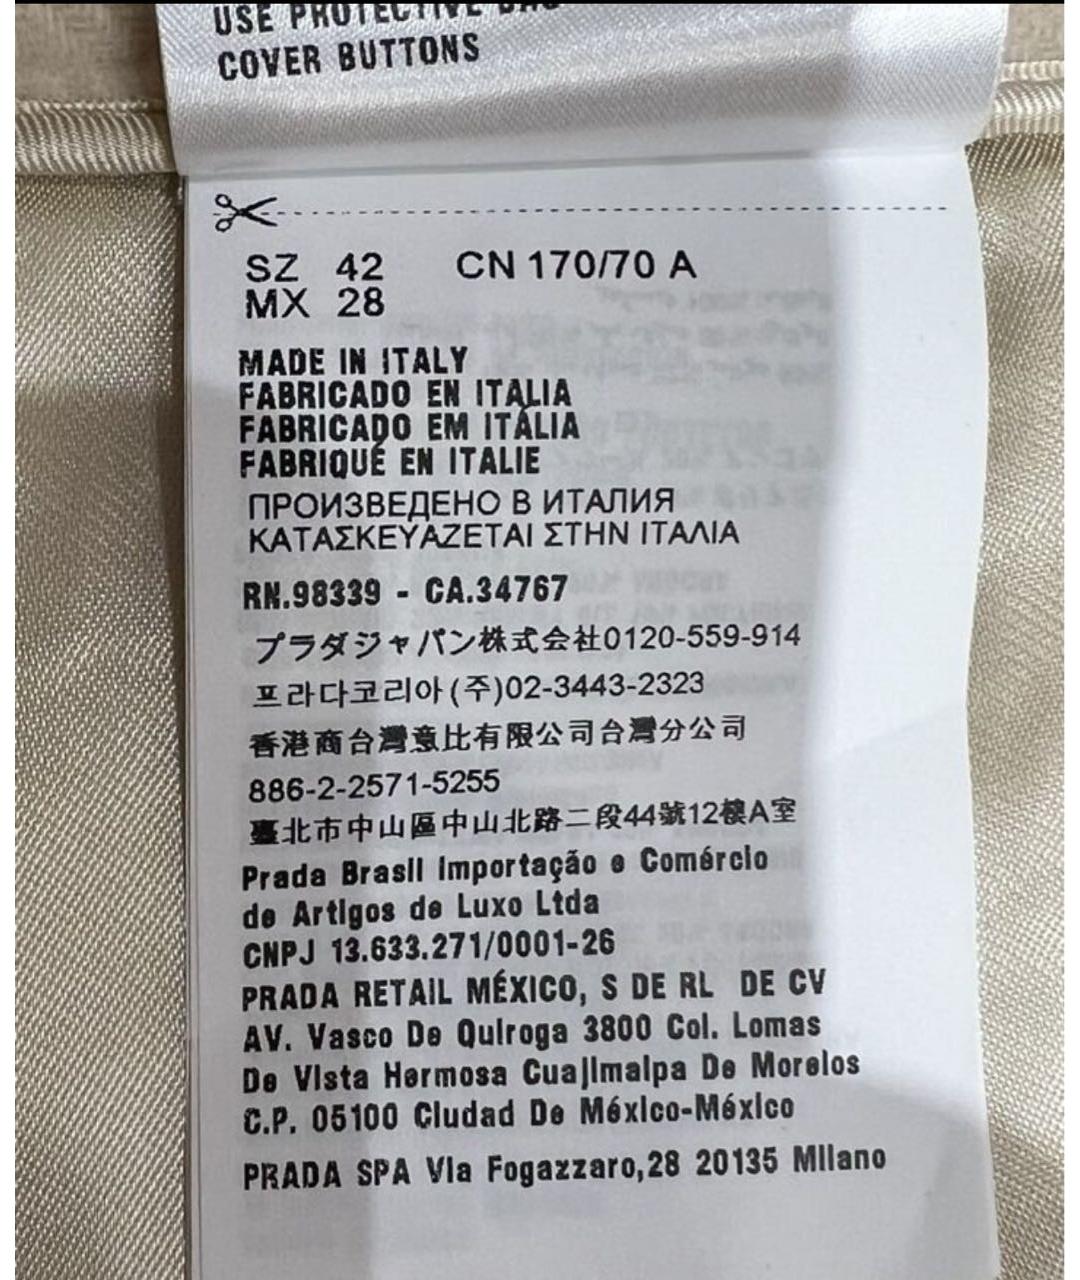 USE PROTECTIVE BAG
COVER BUTTONS
SZ 42 CN 170/70 A
MX 28
MADE IN ITALY
FABRICADO EN ITALIA
FABRICADO EM ITÁLIA
FABRIQUÉ EN ITALIE
ПРОИЗВЕДЕНО В ИТАЛИЯ
ΚΑΤΑΣΚΕΥΑΖΕΤΑΙ ΣΤΗΝ ΙΤΑΛΙΑ
RN.98339 - CA.34767
プラダジャパン株式会社0120-559-914
프라다코리아(주)02-3443-2323
香港商台灣意比有限公司台灣分公司
886-2-2571-5255
臺北市中山區中山北路二段44號12樓A室
Prada Brasil Importação e Comércio
de Artigos de Luxo Ltda
CNPJ 13.633.271/0001-26
PRADA RETAIL MÉXICO, S DE RL DE CV
AV. Vasco De Quiroga 3800 Col. Lomas
De Vista Hermosa Cuajimalpa De Morelos
C.P. 05100 Ciudad De México-México
PRADA SPA Via Fogazzaro,28 20135 Milano